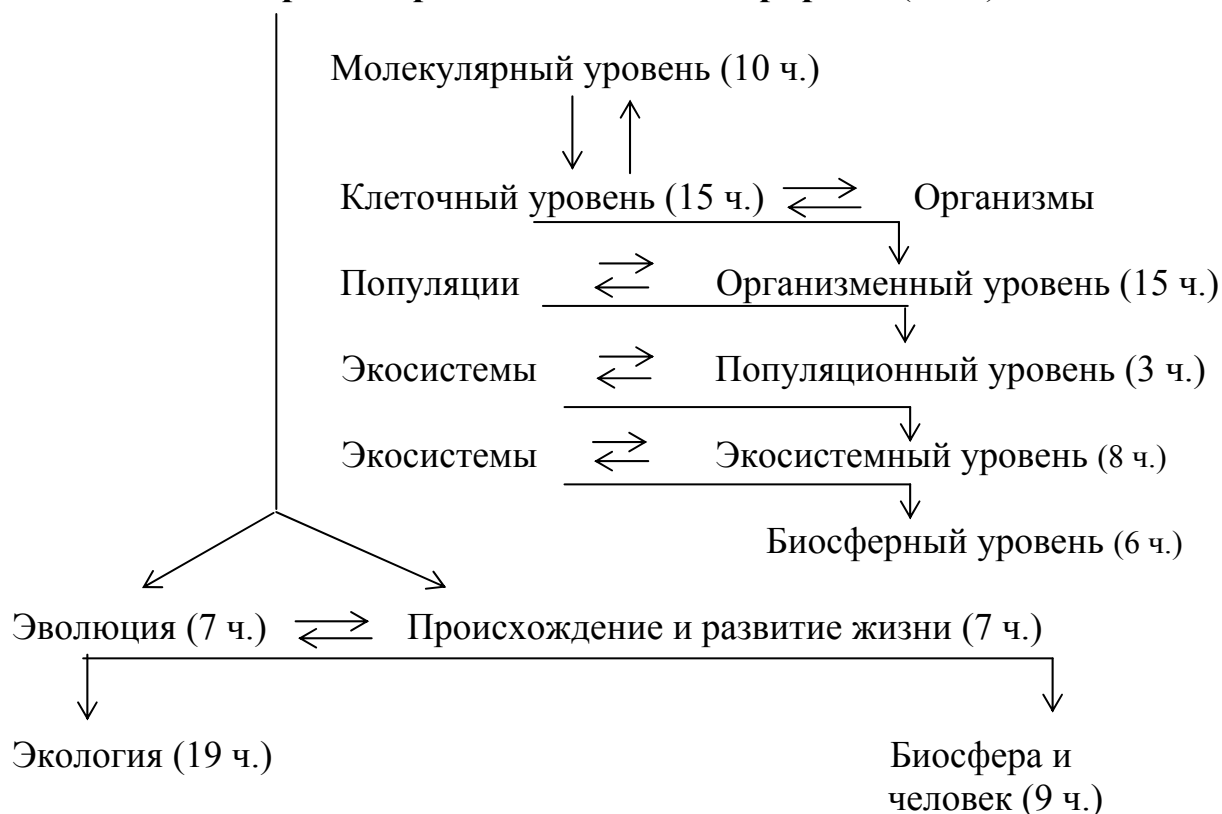 Молекулярный уровень (10 ч.)
Клеточный уровень (15 ч.) Организмы
Популяции Организменный уровень (15 ч.)
Экосистемы Популяционный уровень (3 ч.)
Экосистемы Экосистемный уровень (8 ч.)
Биосферный уровень (6 ч.)
Эволюция (7 ч.) Происхождение и развитие жизни (7 ч.)
Экология (19 ч.) Биосфера и
человек (9 ч.)